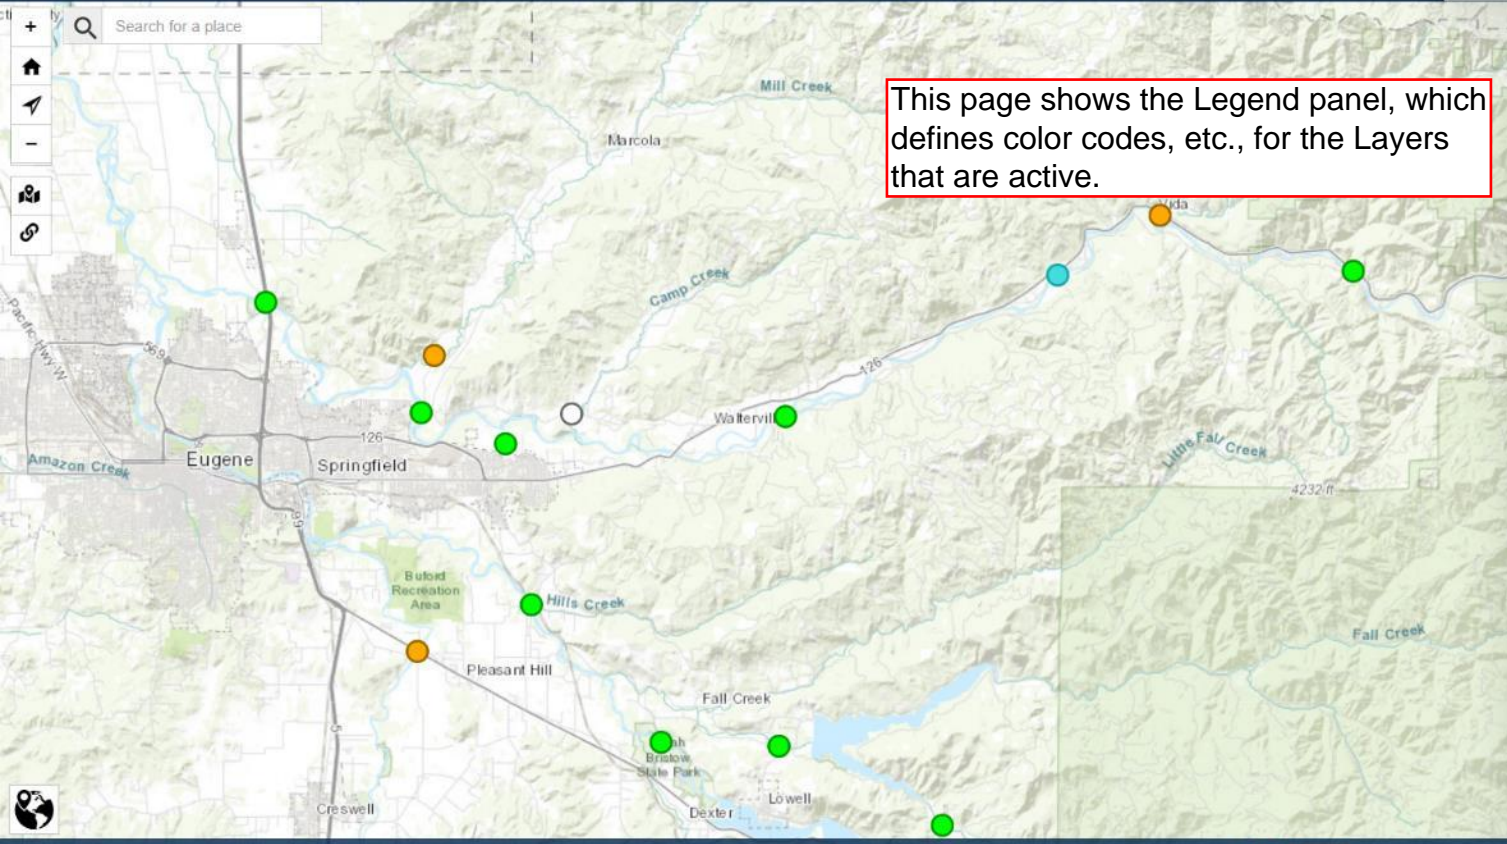 Search for a place
Mill Creek
This page shows the Legend panel, which
defines color codes, etc., for the Layers
that are active.
Marcola
Vida
Camp Creek
Pacific Hwy W
569
126
Walterville
126
Eugene
Springfield
Amazon Creek
Little Fall Creek
4232 ft
99
Buford
Recreation
Area
Hills Creek
Fall Creek
Pleasant Hill
Fall Creek
5
Bristow
State Park
Lowell
Creswell
Dexter